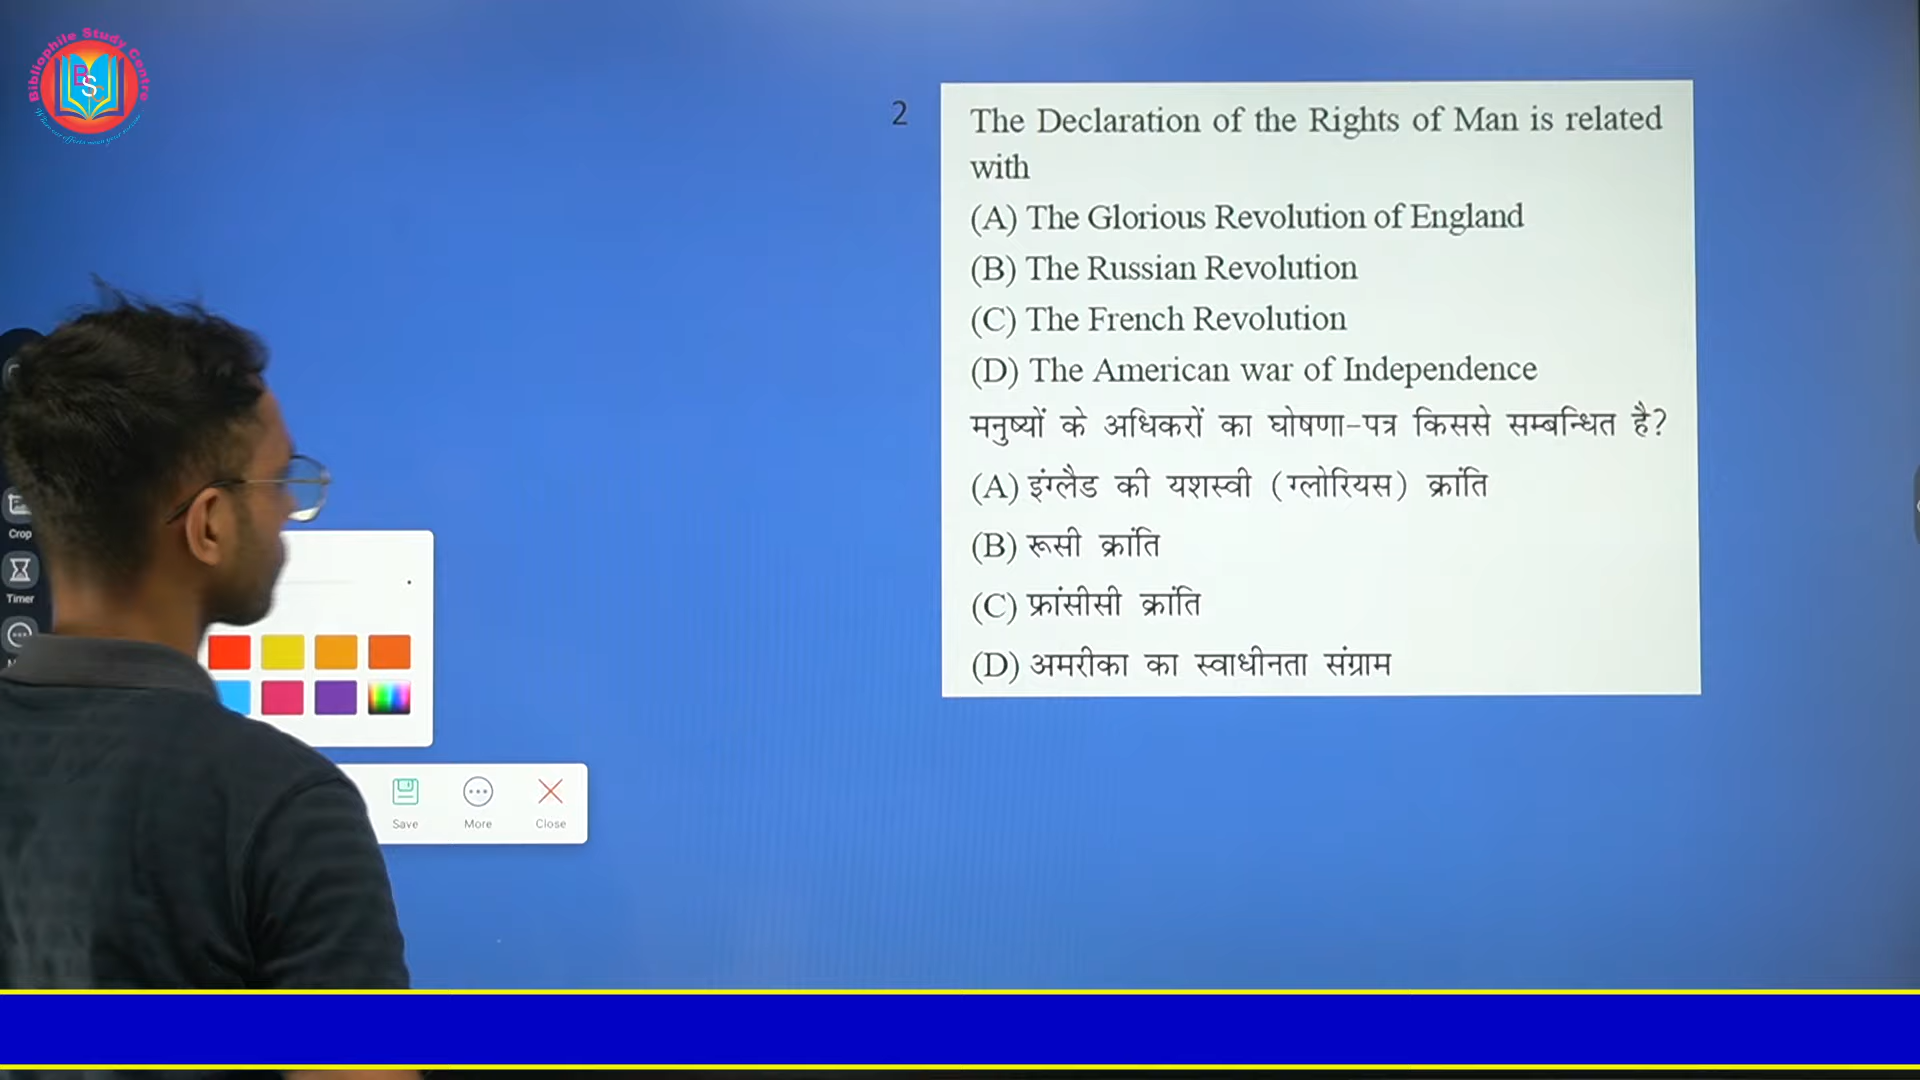 Bibliophile Study Centre
BSC
2
The Declaration of the Rights of Man is related
with
(A) The Glorious Revolution of England
(B) The Russian Revolution
(C) The French Revolution
(D) The American war of Independence
मनुष्यों के अधिकरों का घोषणा-पत्र किससे सम्बन्धित है?
(A) इंग्लैड की यशस्वी (ग्लोरियस) क्रांति
(B) रूसी क्रांति
(C) फ्रांसीसी क्रांति
(D) अमरीका का स्वाधीनता संग्राम
Crop
Timer
Save
More
Close